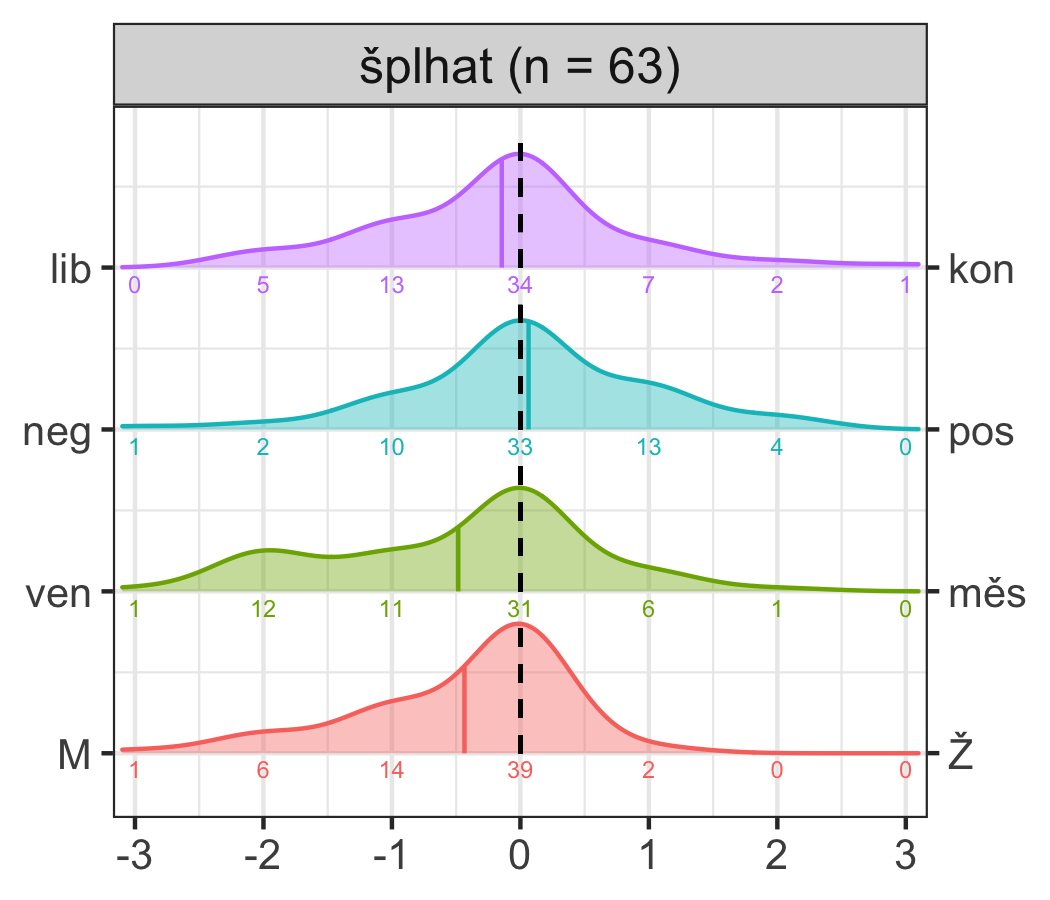 šplhat (n = 63)
lib kon
0 5 13 34 7 2 1
neg pos
1 2 10 33 13 4 0
ven měs
1 12 11 31 6 1 0
M Ž
1 6 14 39 2 0 0
-3 -2 -1 0 1 2 3